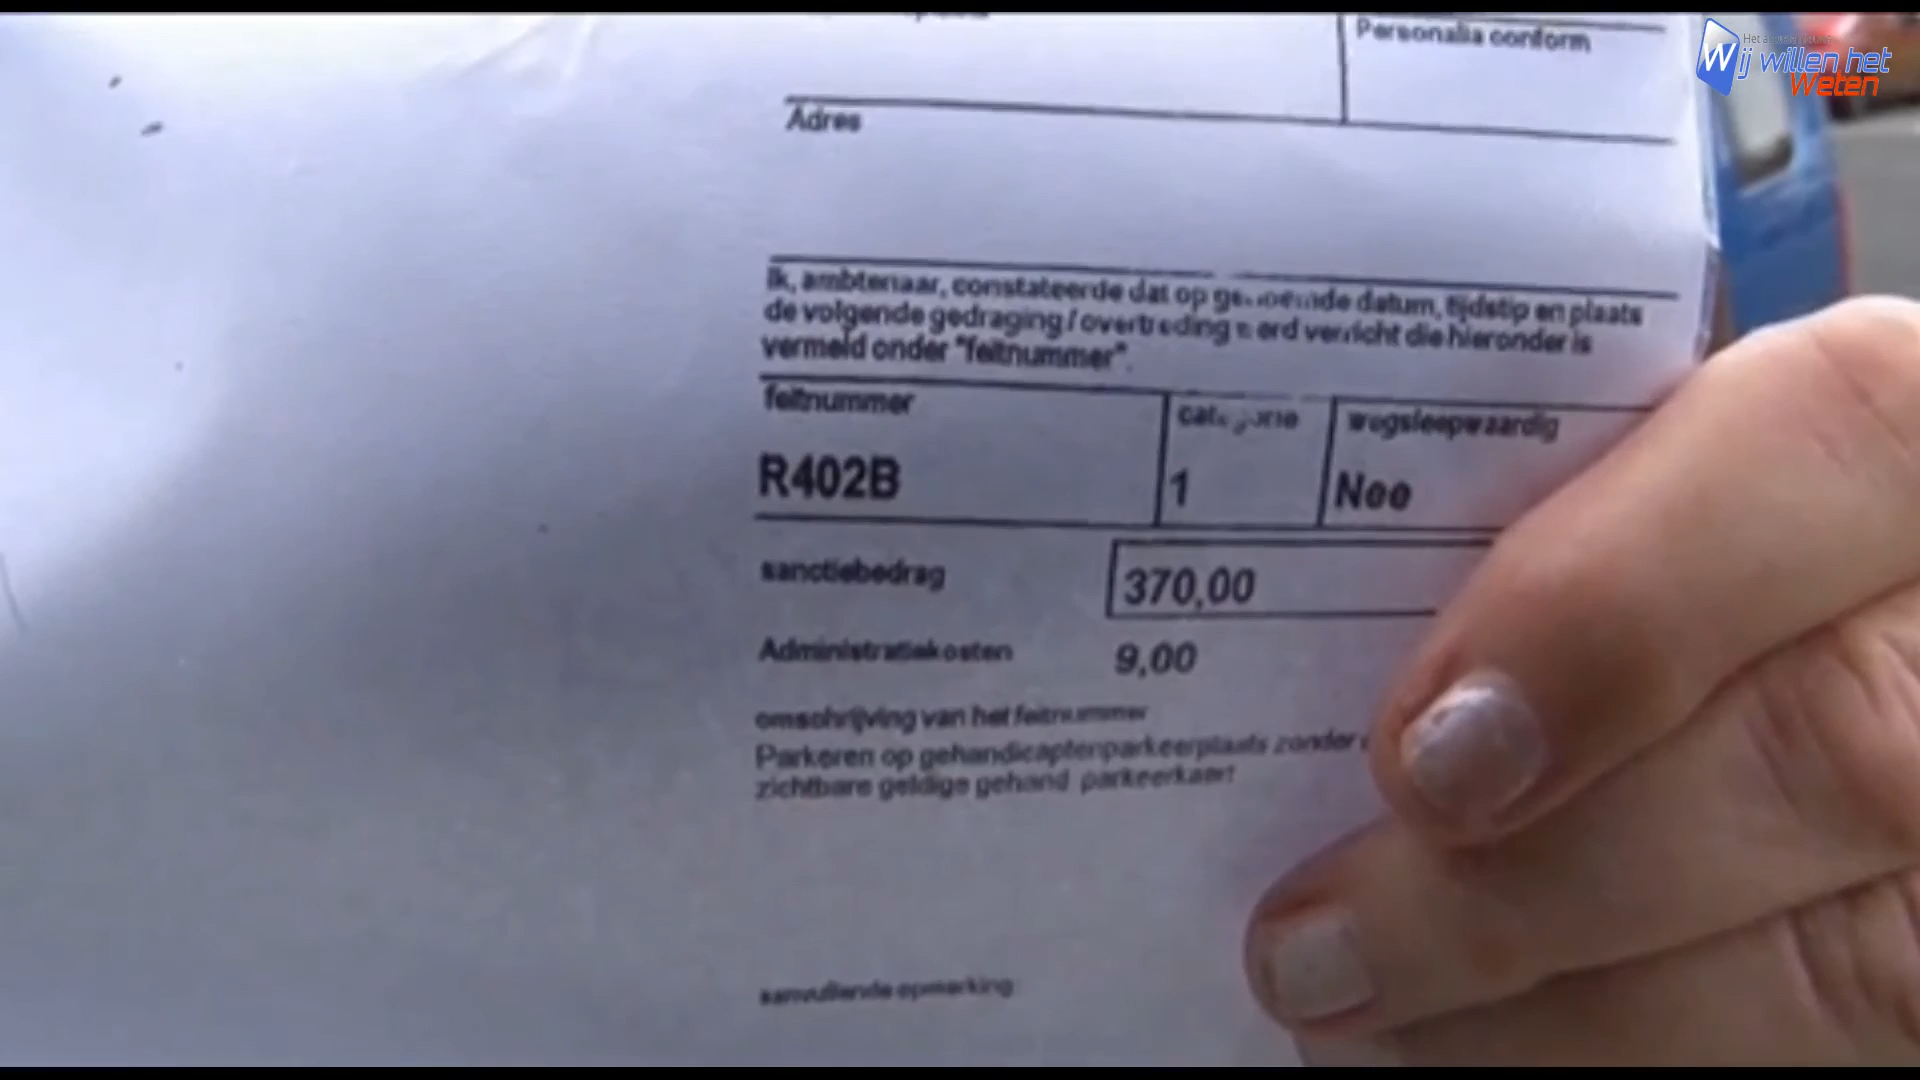 Personalia conform
Wij willen het
Weten
Adres
Ik, ambtenaar, constateerde dat op genoemde datum, tijdstip en plaats
de volgende gedraging / overtreding werd verricht die hieronder is
vermeld onder "feitnummer".
feitnummer categorie wegsleepwaardig
R402B 1 Nee
sanctiebedrag 370,00
Administratiekosten 9,00
omschrijving van het feitnummer
Parkeren op gehandicaptenparkeerplaats zonder
zichtbare geldige gehand parkeerkaart
aanvullende opmerking